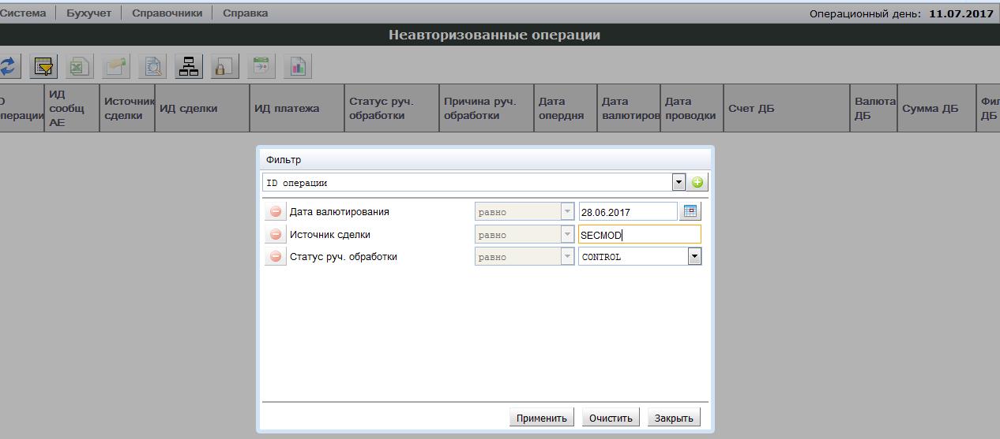 Система Бухучет Справочники Справка Операционный день: 11.07.2017
Неавторизованные операции
ИД сообщ АЕ
Источник сделки
ИД сделки
ИД платежа
Статус руч. обработки
Причина руч. обработки
Дата опердня
Дата валютиров
Дата проводки
Счет ДБ
Валюта ДБ
Сумма ДБ
Фил ДБ
Фильтр
ID операции
Дата валютирования равно 28.06.2017
Источник сделки равно SECMOD
Статус руч. обработки равно CONTROL
Применить Очистить Закрыть